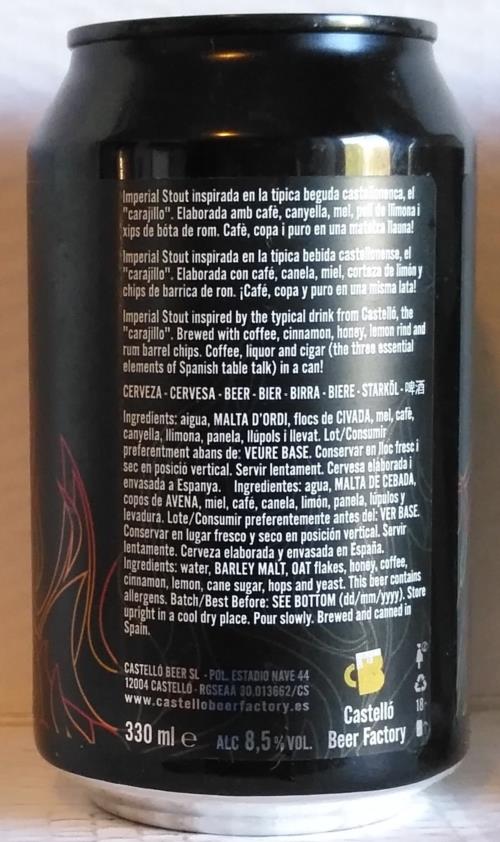 Imperial Stout inspirada en la típica beguda castellonenca, el
"carajillo". Elaborada amb cafè, canyella, mel, pell de llimona i
xips de bóta de rom. Cafè, copa i puro en una mateixa llauna!
Imperial Stout inspirada en la típica bebida castellonense, el
"carajillo". Elaborada con café, canela, miel, corteza de limón y
chips de barrica de ron. ¡Café, copa y puro en una misma lata!
Imperial Stout inspired by the typical drink from Castelló, the
"carajillo". Brewed with coffee, cinnamon, honey, lemon rind and
rum barrel chips. Coffee, liquor and cigar (the three essential
elements of Spanish table talk) in a can!
CERVEZA - CERVESA - BEER - BIER - BIRRA - BIERE - STARKÖL - 啤酒
Ingredients: aigua, MALTA D'ORDI, flocs de CIVADA, mel, cafè,
canyella, llimona, panela, llúpols i llevat. Lot/Consumir
preferentment abans de: VEURE BASE. Conservar en lloc fresc i
sec en posició vertical. Servir lentament. Cervesa elaborada i
envasada a Espanya. Ingredientes: agua, MALTA DE CEBADA,
copos de AVENA, miel, café, canela, limón, panela, lúpulos y
levadura. Lote/Consumir preferentemente antes del: VER BASE.
Conservar en lugar fresco y seco en posición vertical. Servir
lentamente. Cerveza elaborada y envasada en España.
Ingredients: water, BARLEY MALT, OAT flakes, honey, coffee,
cinnamon, lemon, cane sugar, hops and yeast. This beer contains
allergens. Batch/Best Before: SEE BOTTOM (dd/mm/yyyy). Store
upright in a cool dry place. Pour slowly. Brewed and canned in
Spain.
CASTELLÓ BEER SL - POL. ESTADIO NAVE 44
12004 CASTELLÓ - RGSEAA 30.013662/CS
www.castellobeerfactory.es
330 ml e ALC 8,5% VOL.
Castelló
Beer Factory
18+